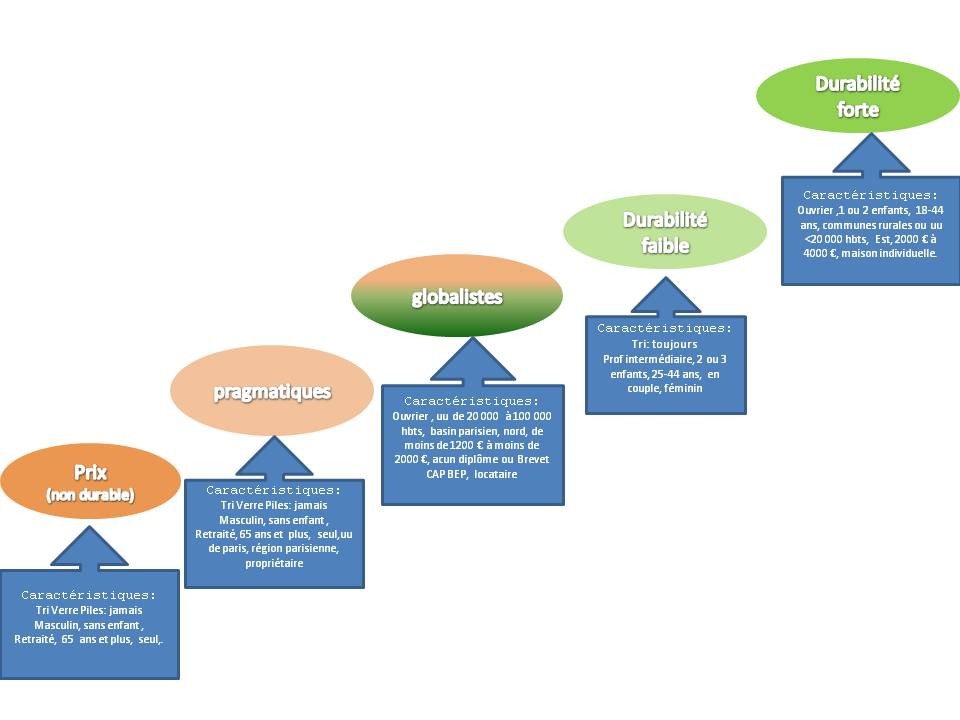 Durabilité
forte
Caractéristiques:
Ouvrier ,1 ou 2 enfants, 18-44
ans, communes rurales ou uu
<20 000 hbts, Est, 2000 € à
4000 €, maison individuelle.
Durabilité
faible
Caractéristiques:
Tri: toujours
Prof intermédiaire, 2 ou 3
enfants, 25-44 ans, en
couple, féminin
globalistes
Caractéristiques:
Ouvrier , uu de 20 000 à 100 000
hbts, basin parisien, nord, de
moins de 1200 € à moins de
2000 €, acun diplôme ou Brevet
CAP BEP, locataire
pragmatiques
Caractéristiques:
Tri Verre Piles: jamais
Masculin, sans enfant ,
Retraité, 65 ans et plus, seul,uu
de paris, région parisienne,
propriétaire
Prix
(non durable)
Caractéristiques:
Tri Verre Piles: jamais
Masculin, sans enfant ,
Retraité, 65 ans et plus, seul,.